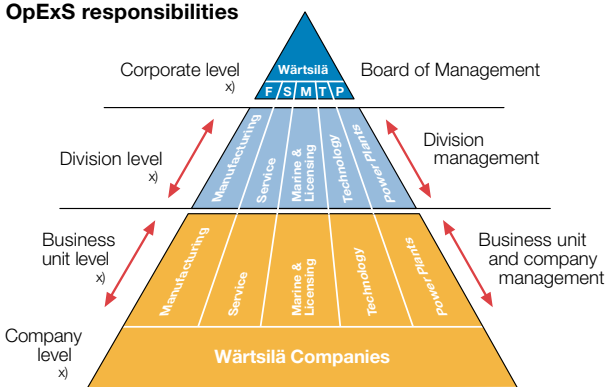 OpExS responsibilities
Wärtsilä
Corporate level
x)
Board of Management
F S M T P
Division level
x)
Manufacturing
Service
Marine &
Licensing
Technology
Power Plants
Division
management
Business
unit level
x)
Manufacturing
Service
Marine &
Licensing
Technology
Power Plants
Business unit
and company
management
Company
level
x)
Wärtsilä Companies